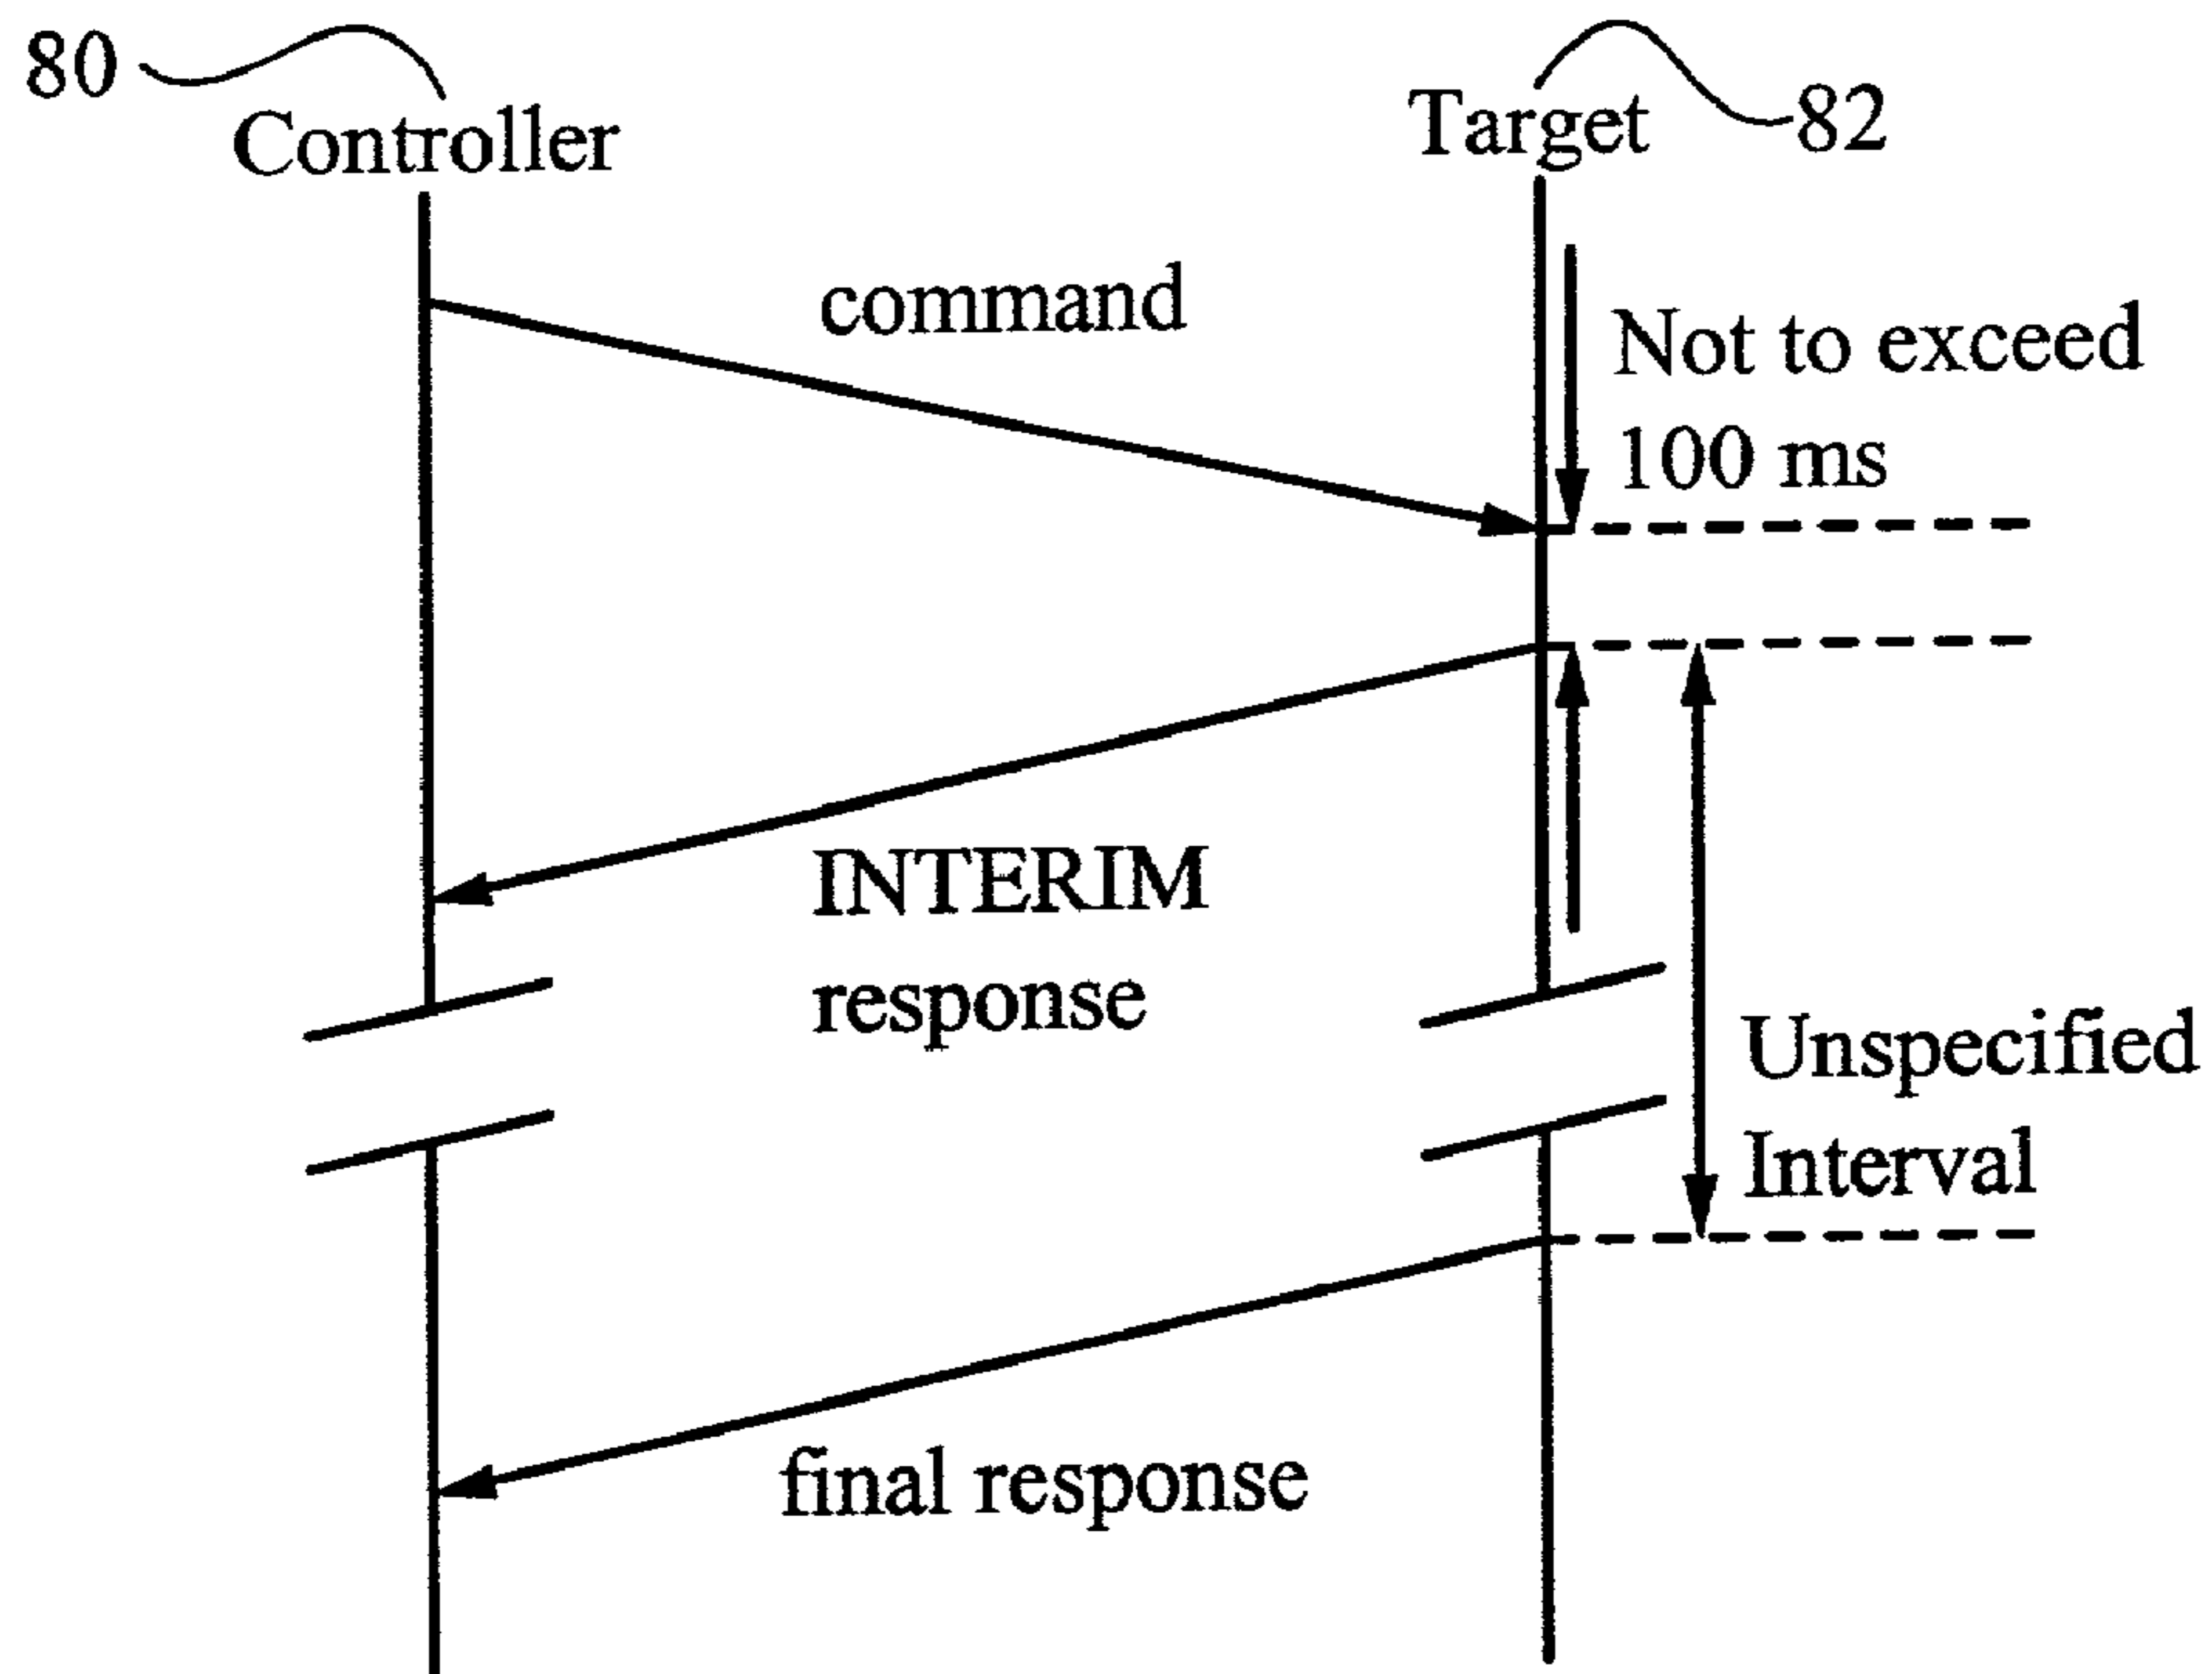 80
Controller
Target
82
command
Not to exceed
100 ms
INTERIM
response
Unspecified
Interval
final response